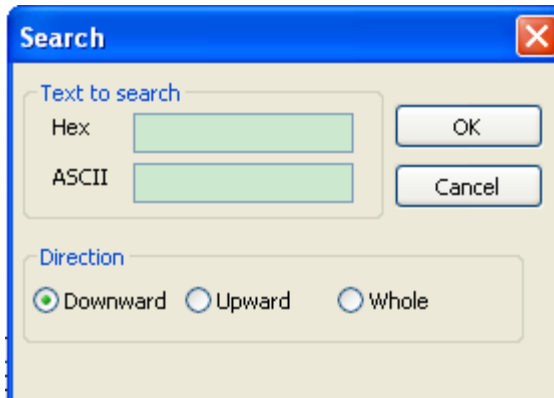 Search
Text to search
Hex
OK
ASCII
Cancel
Direction
Downward Upward Whole